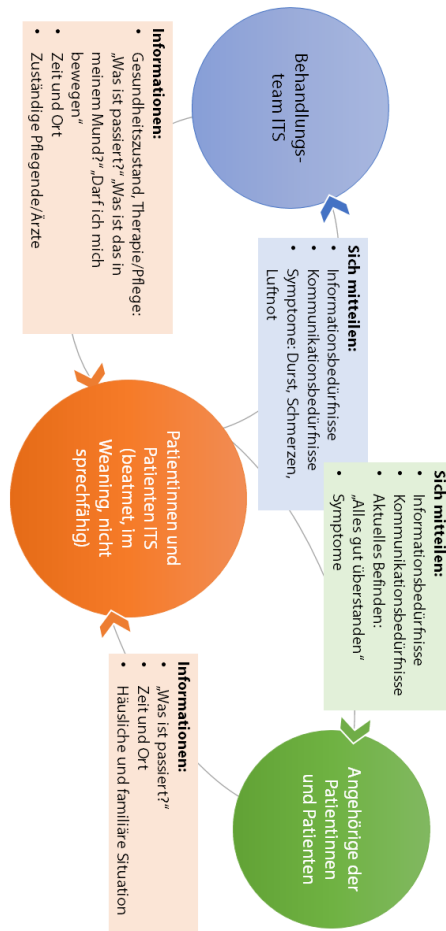 Behandlungs-
team ITS
Sich mitteilen:
• Informationsbedürfnisse
• Kommunikationsbedürfnisse
• Symptome: Durst, Schmerzen,
Luftnot
Sich mitteilen:
• Informationsbedürfnisse
• Kommunikationsbedürfnisse
• Aktuelles Befinden:
„Alles gut überstanden“
• Symptome
Angehörige der
Patientinnen
und Patienten
Informationen:
• Gesundheitszustand, Therapie/Pflege:
„Was ist passiert?“ „Was ist das in
meinem Mund?“ „Darf ich mich
bewegen“
• Zeit und Ort
• Zuständige Pflegende/Ärzte
Patientinnen und
Patienten ITS
(beatmet, im
Weaning, nicht
sprechfähig)
Informationen:
• „Was ist passiert?“
• Zeit und Ort
• Häusliche und familiäre Situation